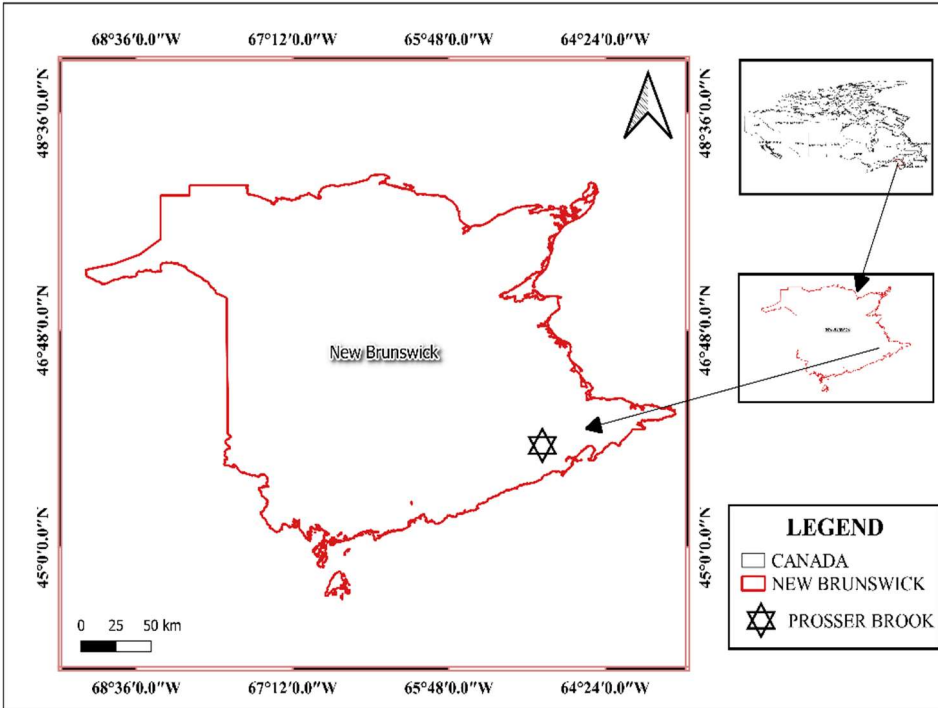 68°36'0.0"W 67°12'0.0"W 65°48'0.0"W 64°24'0.0"W
48°36'0.0"N
46°48'0.0"N
45°0'0.0"N
New Brunswick
48°36'0.0"N
46°48'0.0"N
45°0'0.0"N
0 25 50 km
68°36'0.0"W 67°12'0.0"W 65°48'0.0"W 64°24'0.0"W
LEGEND
CANADA
NEW BRUNSWICK
PROSSER BROOK